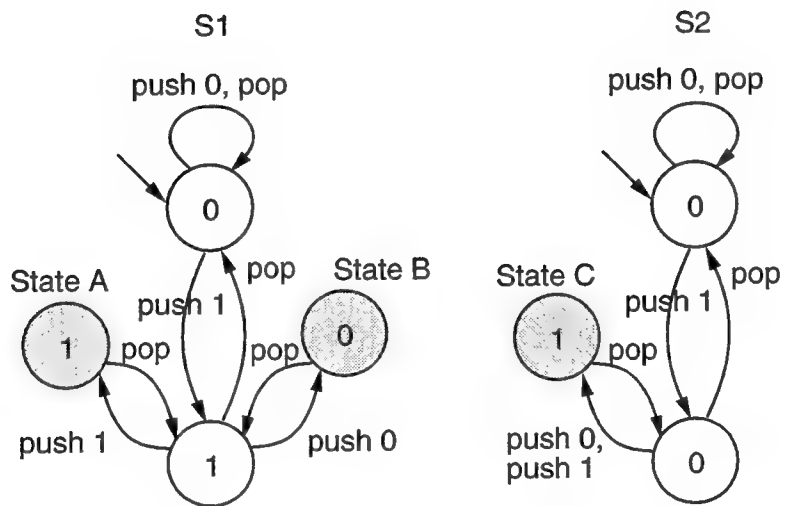 S1
push 0, pop
0
State A
1
pop
push 1
push 1
pop
State B
0
pop
push 0
1
S2
push 0, pop
0
State C
1
pop
push 1
pop
push 0,
push 1
0